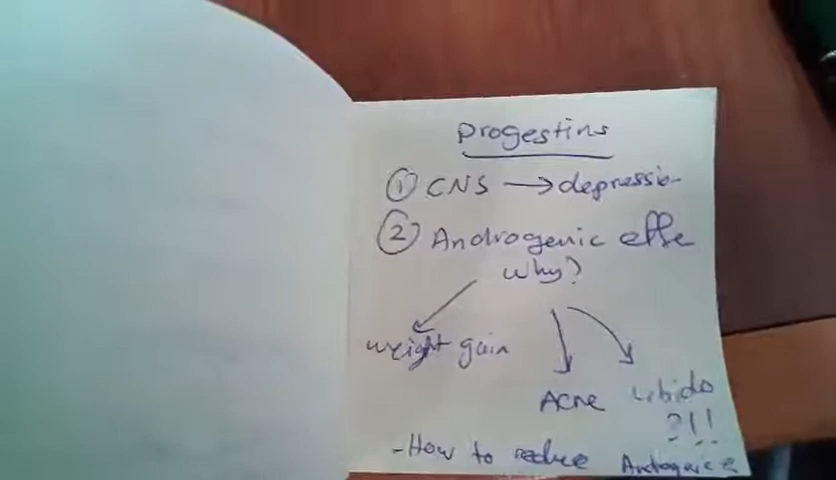 Progestins
① CNS → depressio
② Androgenic effe
why?
weight gain
Acne Libido
?!!
- How to reduce Androgenic e